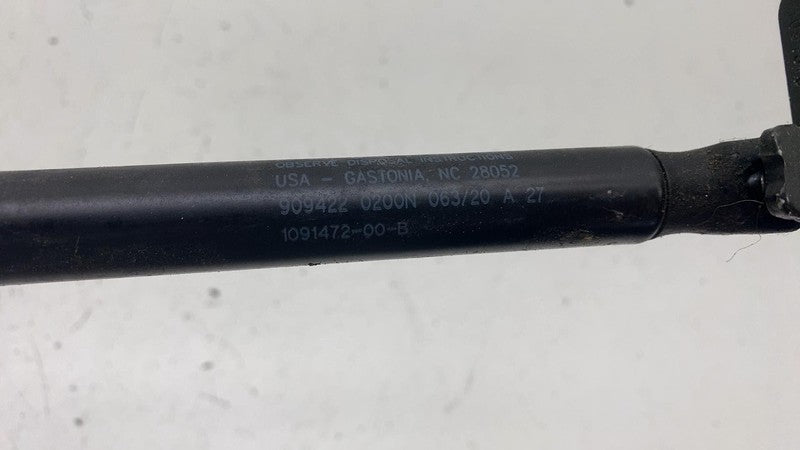 OBSERVE DISPOSAL INSTRUCTIONS
USA - GASTONIA NC 28052
909422 0200N 063/20 A 27
1091472-00-B